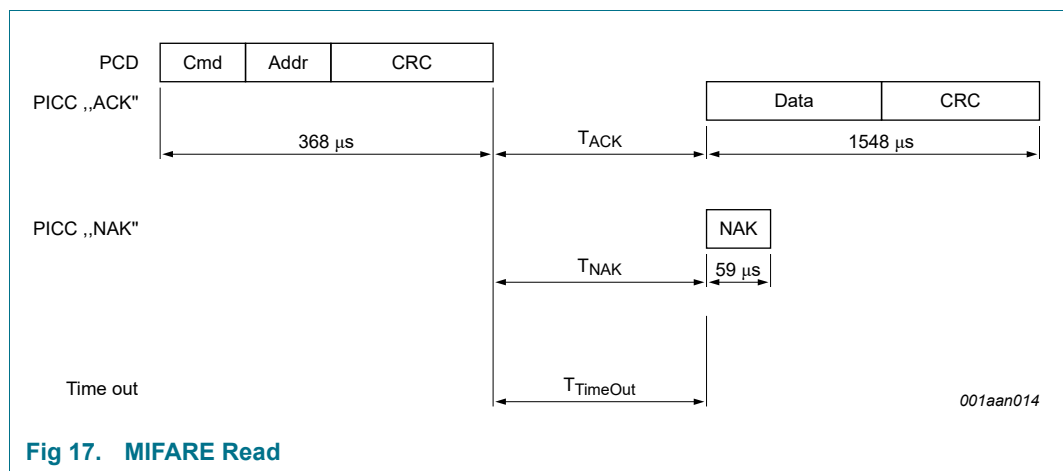 PCD Cmd Addr CRC
PICC ,,ACK" Data CRC
368 μs TACK 1548 μs
PICC ,,NAK" NAK
TNAK 59 μs
Time out TTimeOut
001aan014
Fig 17. MIFARE Read